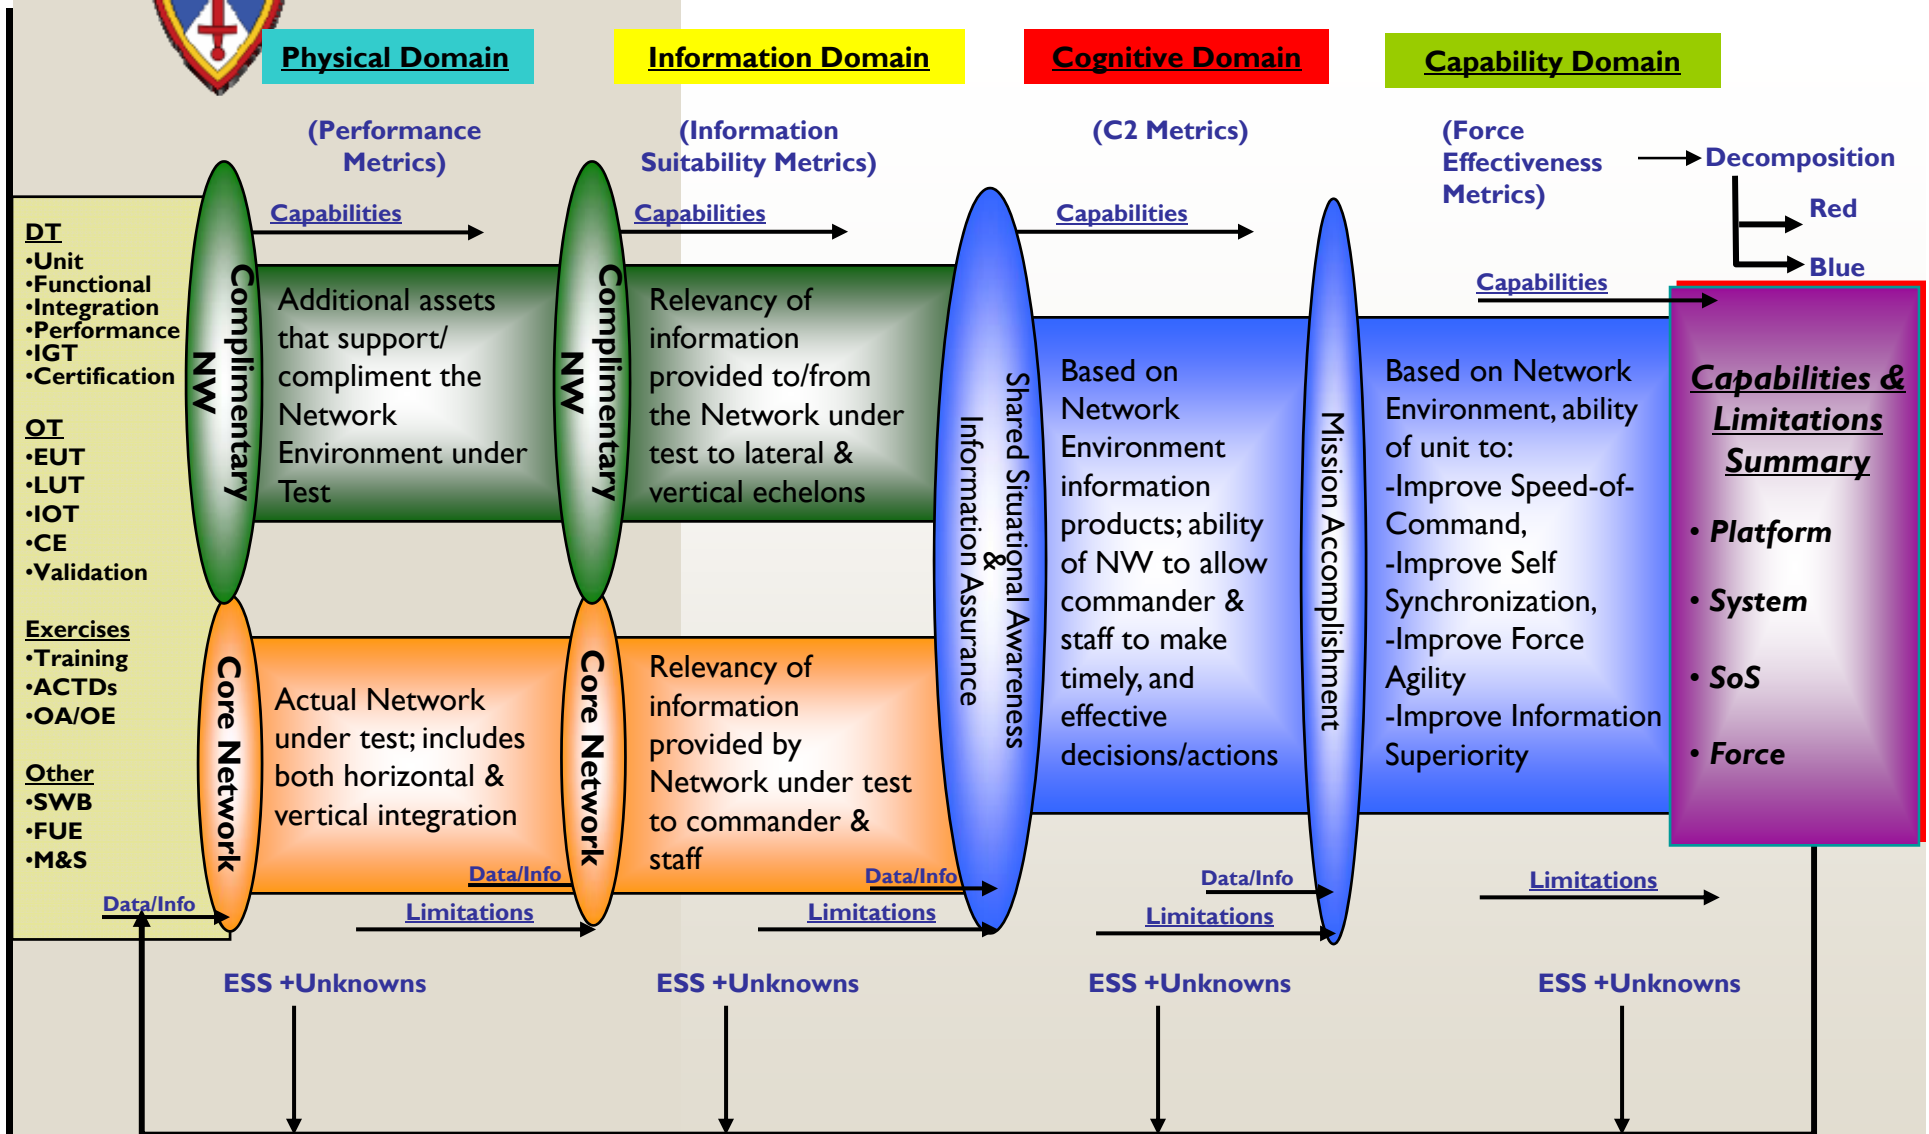 Physical Domain
Information Domain
Cognitive Domain
Capability Domain
(Performance
Metrics)
(Information
Suitability Metrics)
(C2 Metrics)
(Force
Effectiveness
Metrics)
Decomposition
Red
Blue
Capabilities
Capabilities
Capabilities
Capabilities
DT
•Unit
•Functional
•Integration
•Performance
•IGT
•Certification
OT
•EUT
•LUT
•IOT
•CE
•Validation
Exercises
•Training
•ACTDs
•OA/OE
Other
•SWB
•FUE
•M&S
Data/Info
Complimentary
NW
Core Network
Additional assets
that support/
compliment the
Network
Environment under
Test
Actual Network
under test; includes
both horizontal &
vertical integration
Data/Info
Limitations
Complimentary
NW
Core Network
Relevancy of
information
provided to/from
the Network under
test to lateral &
vertical echelons
Relevancy of
information
provided by
Network under test
to commander &
staff
Data/Info
Limitations
Shared Situational Awareness
&
Information Assurance
Based on
Network
Environment
information
products; ability
of NW to allow
commander &
staff to make
timely, and
effective
decisions/actions
Data/Info
Limitations
Mission Accomplishment
Based on Network
Environment, ability
of unit to:
-Improve Speed-of-
Command,
-Improve Self
Synchronization,
-Improve Force
Agility
-Improve Information
Superiority
Limitations
Capabilities &
Limitations
Summary
• Platform
• System
• SoS
• Force
ESS +Unknowns
ESS +Unknowns
ESS +Unknowns
ESS +Unknowns